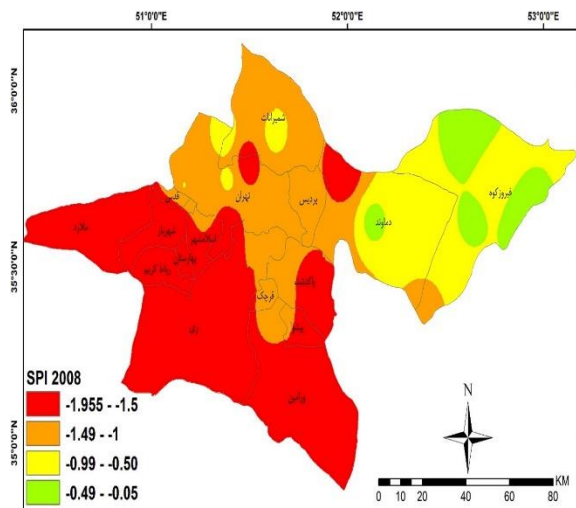 51°0'0"E
52°0'0"E
53°0'0"E
36°0'0"N
35°30'0"N
35°0'0"N
شمیرانات
فیروزکوه
قدس
تهران
پردیس
دماوند
ملارد
شهریار
اسلامشهر
بهارستان
رباط کریم
پاکدشت
قرچک
ری
ورامین
SPI 2008
-1.955 - -1.5
-1.49 - -1
-0.99 - -0.50
-0.49 - -0.05
N
KM
0 10 20 40 60 80